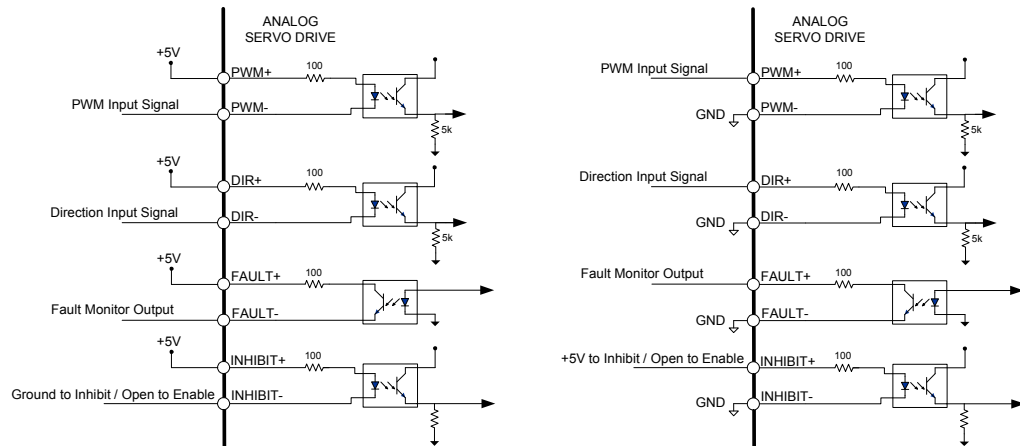 ANALOG
SERVO DRIVE
+5V
PWM+
100
PWM Input Signal
PWM-
5k
+5V
DIR+
100
Direction Input Signal
DIR-
5k
+5V
FAULT+
100
Fault Monitor Output
FAULT-
+5V
INHIBIT+
100
Ground to Inhibit / Open to Enable
INHIBIT-
ANALOG
SERVO DRIVE
PWM Input Signal
PWM+
100
GND
PWM-
5k
Direction Input Signal
DIR+
100
GND
DIR-
5k
Fault Monitor Output
FAULT+
100
GND
FAULT-
+5V to Inhibit / Open to Enable
INHIBIT+
100
GND
INHIBIT-